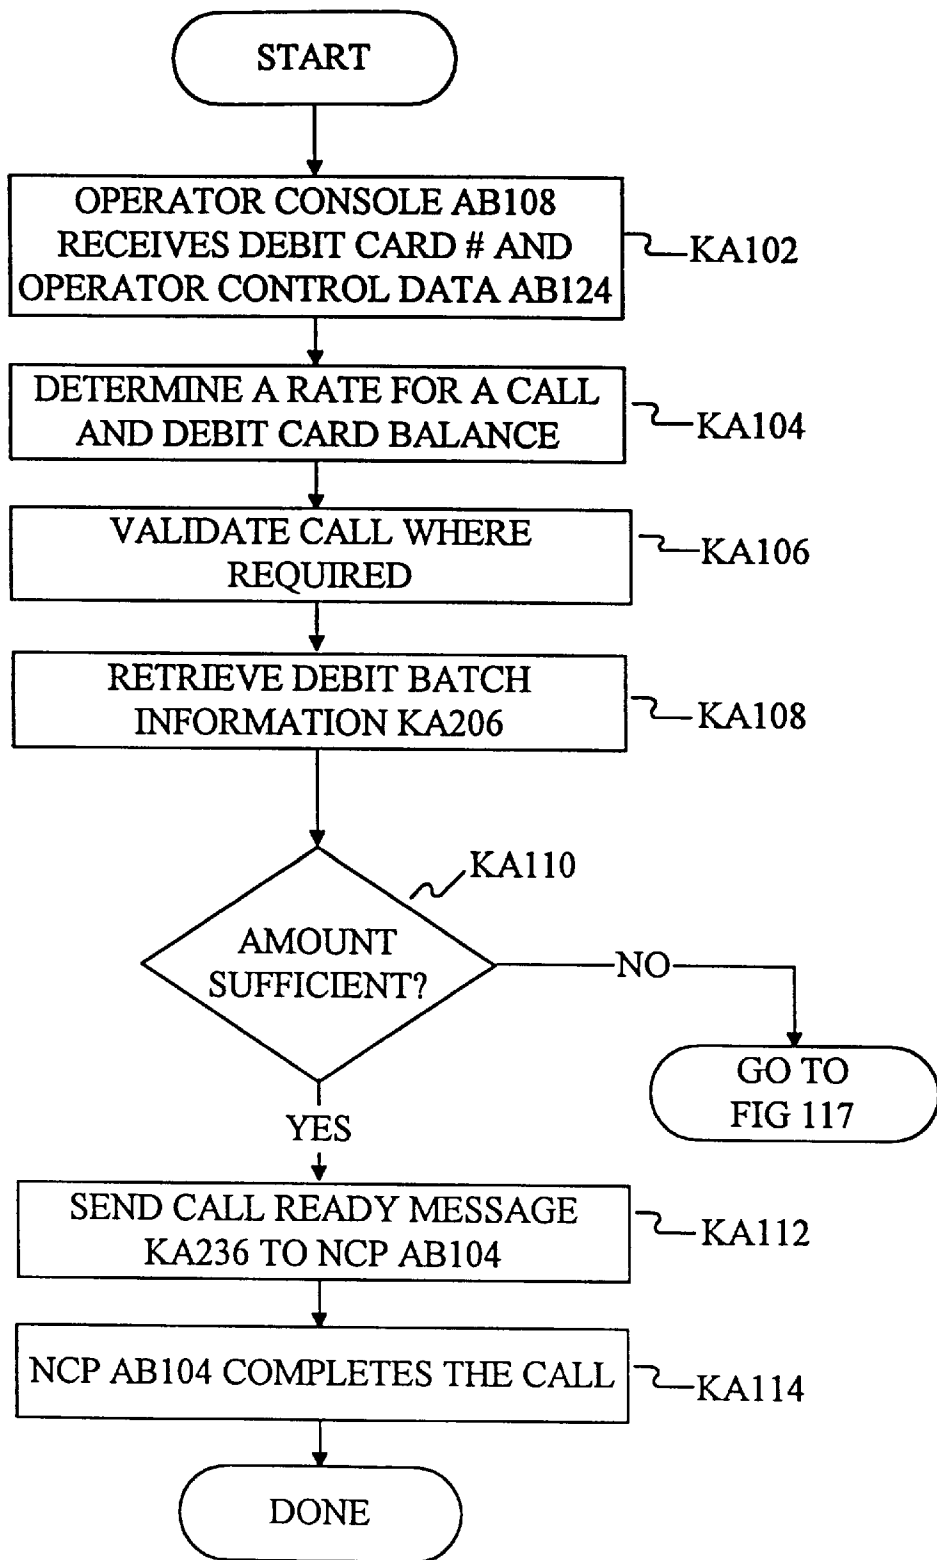 START
OPERATOR CONSOLE AB108
RECEIVES DEBIT CARD # AND
OPERATOR CONTROL DATA AB124
KA102
DETERMINE A RATE FOR A CALL
AND DEBIT CARD BALANCE
KA104
VALIDATE CALL WHERE
REQUIRED
KA106
RETRIEVE DEBIT BATCH
INFORMATION KA206
KA108
KA110
AMOUNT
SUFFICIENT?
NO
GO TO
FIG 117
YES
SEND CALL READY MESSAGE
KA236 TO NCP AB104
KA112
NCP AB104 COMPLETES THE CALL
KA114
DONE